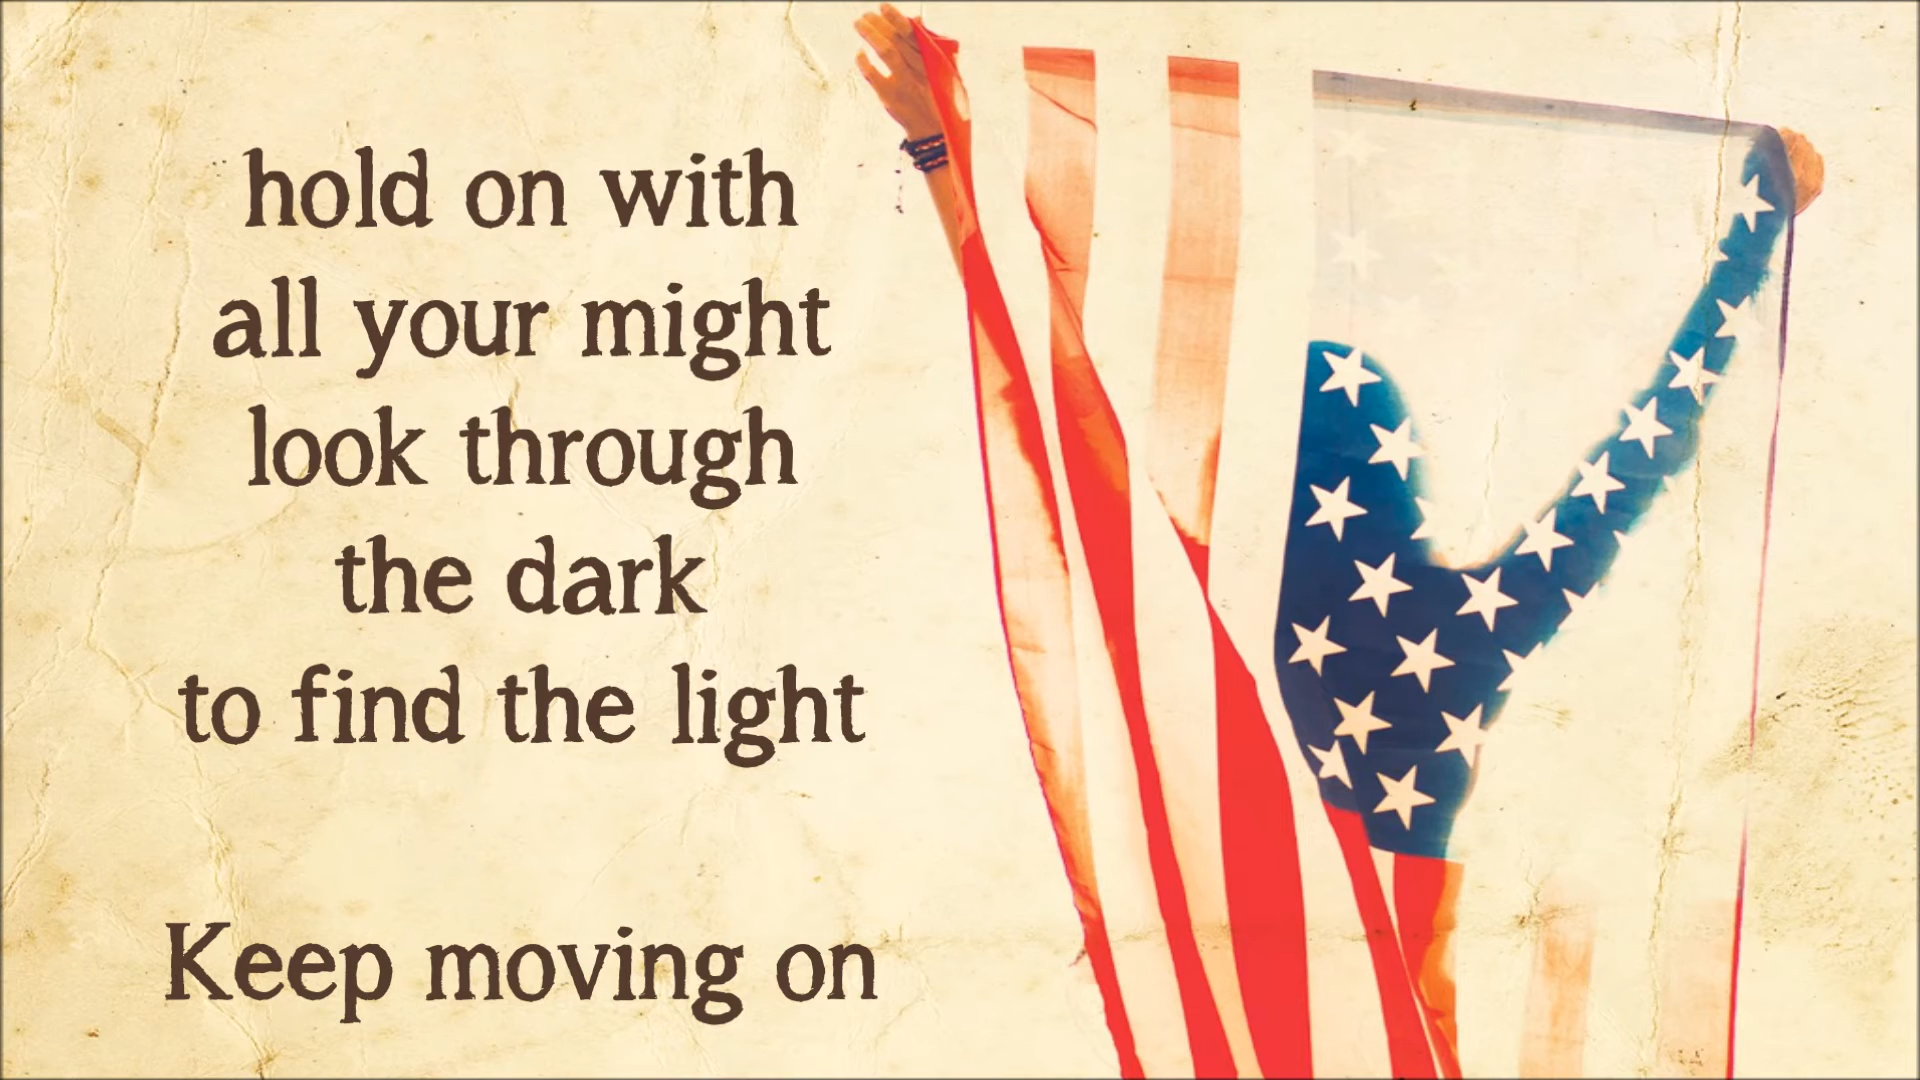 hold on with
all your might
look through
the dark
to find the light
Keep moving on